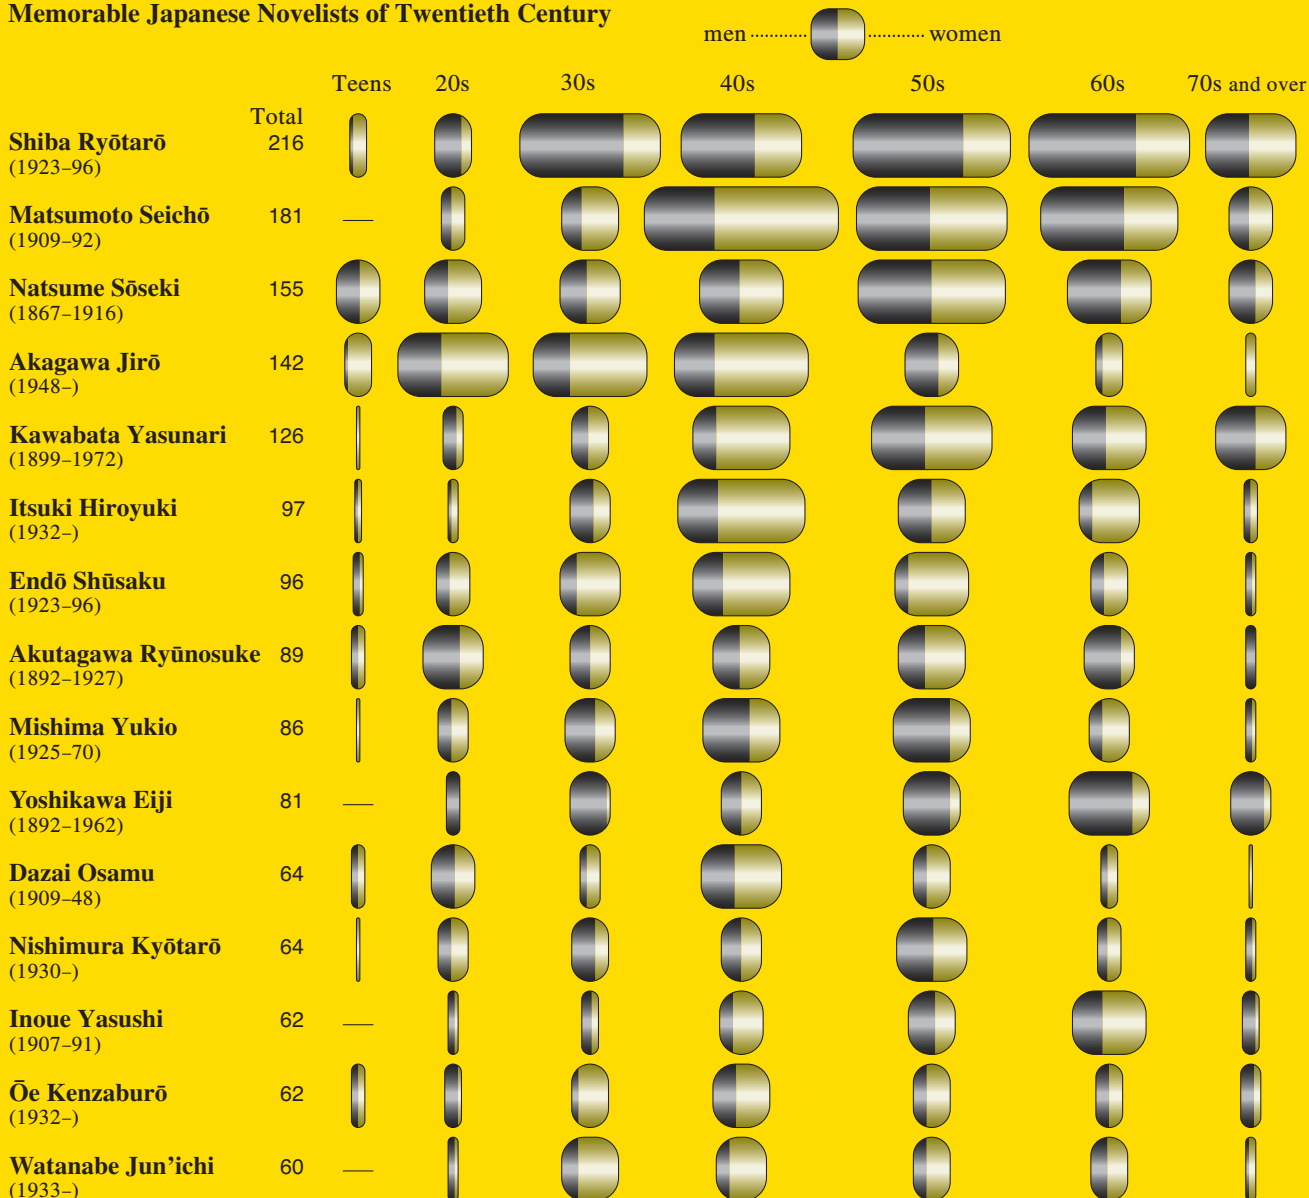 Memorable Japanese Novelists of Twentieth Century
men women
Teens 20s 30s 40s 50s 60s 70s and over
Total
Shiba Ryōtarō 216
(1923–96)
Matsumoto Seichō 181
(1909–92)
Natsume Sōseki 155
(1867–1916)
Akagawa Jirō 142
(1948–)
Kawabata Yasunari 126
(1899–1972)
Itsuki Hiroyuki 97
(1932–)
Endō Shūsaku 96
(1923–96)
Akutagawa Ryūnosuke 89
(1892–1927)
Mishima Yukio 86
(1925–70)
Yoshikawa Eiji 81
(1892–1962)
Dazai Osamu 64
(1909–48)
Nishimura Kyōtarō 64
(1930–)
Inoue Yasushi 62
(1907–91)
Ōe Kenzaburō 62
(1932–)
Watanabe Jun’ichi 60
(1933–)